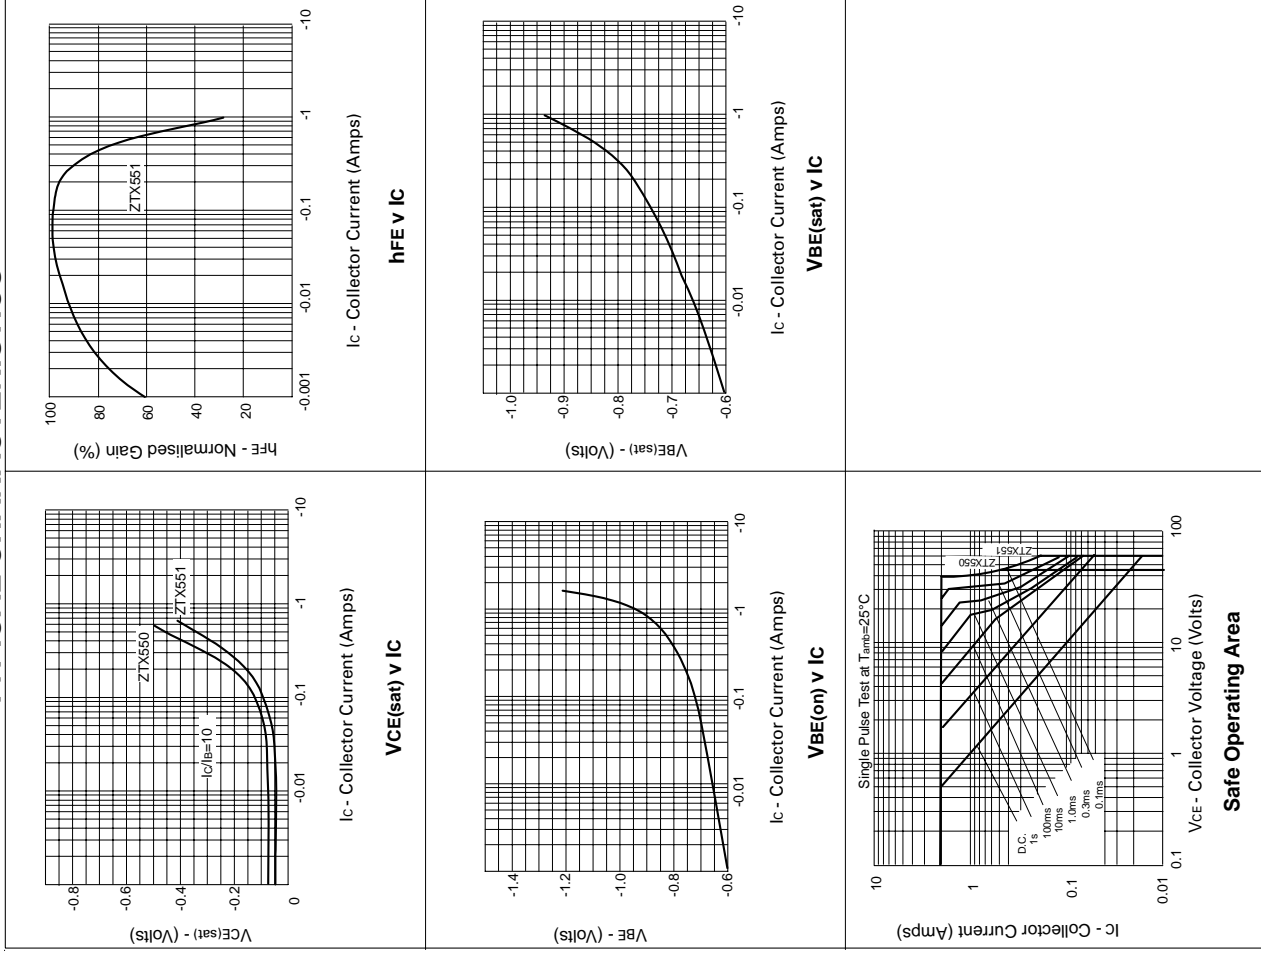 VCE(sat) - (Volts)
-0.8
-0.6
-0.4
-0.2
0
ZTX550
ZTX551
IC/IB=10
-0.01
-0.1
-1
-10
IC - Collector Current (Amps)
VCE(sat) v IC
hFE - Normalised Gain (%)
100
80
60
40
20
ZTX551
-0.001
-0.01
-0.1
-1
-10
IC - Collector Current (Amps)
hFE v IC
VBE - (Volts)
-1.4
-1.2
-1.0
-0.8
-0.6
-0.01
-0.1
-1
-10
IC - Collector Current (Amps)
VBE(on) v IC
VBE(sat) - (Volts)
-1.0
-0.9
-0.8
-0.7
-0.6
-0.01
-0.1
-1
-10
IC - Collector Current (Amps)
VBE(sat) v IC
Single Pulse Test at Tamb=25°C
IC - Collector Current (Amps)
10
1
0.1
0.01
ZTX550
ZTX551
D.C.
1s
100ms
10ms
1.0ms
0.3ms
0.1ms
0.1
1
10
100
VCE - Collector Voltage (Volts)
Safe Operating Area